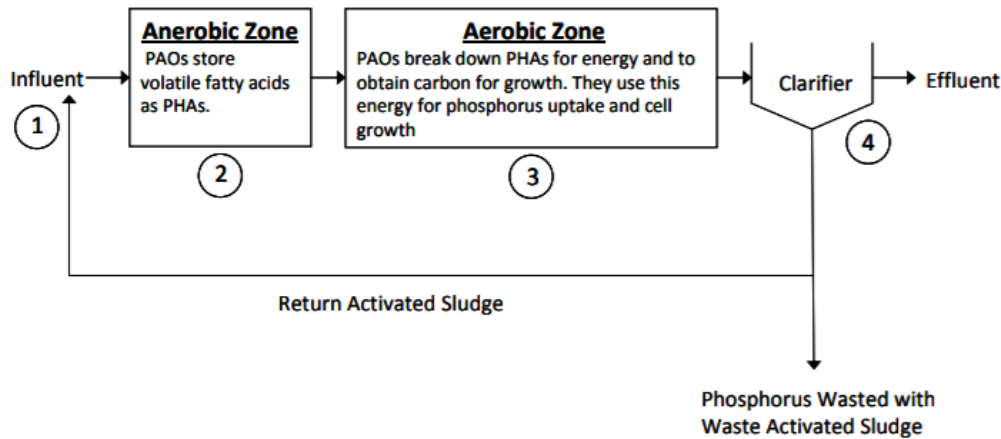 Anerobic Zone
PAOs store
volatile fatty acids
as PHAs.
Aerobic Zone
PAOs break down PHAs for energy and to
obtain carbon for growth. They use this
energy for phosphorus uptake and cell
growth
Influent
Clarifier
Effluent
1
2
3
4
Return Activated Sludge
Phosphorus Wasted with
Waste Activated Sludge